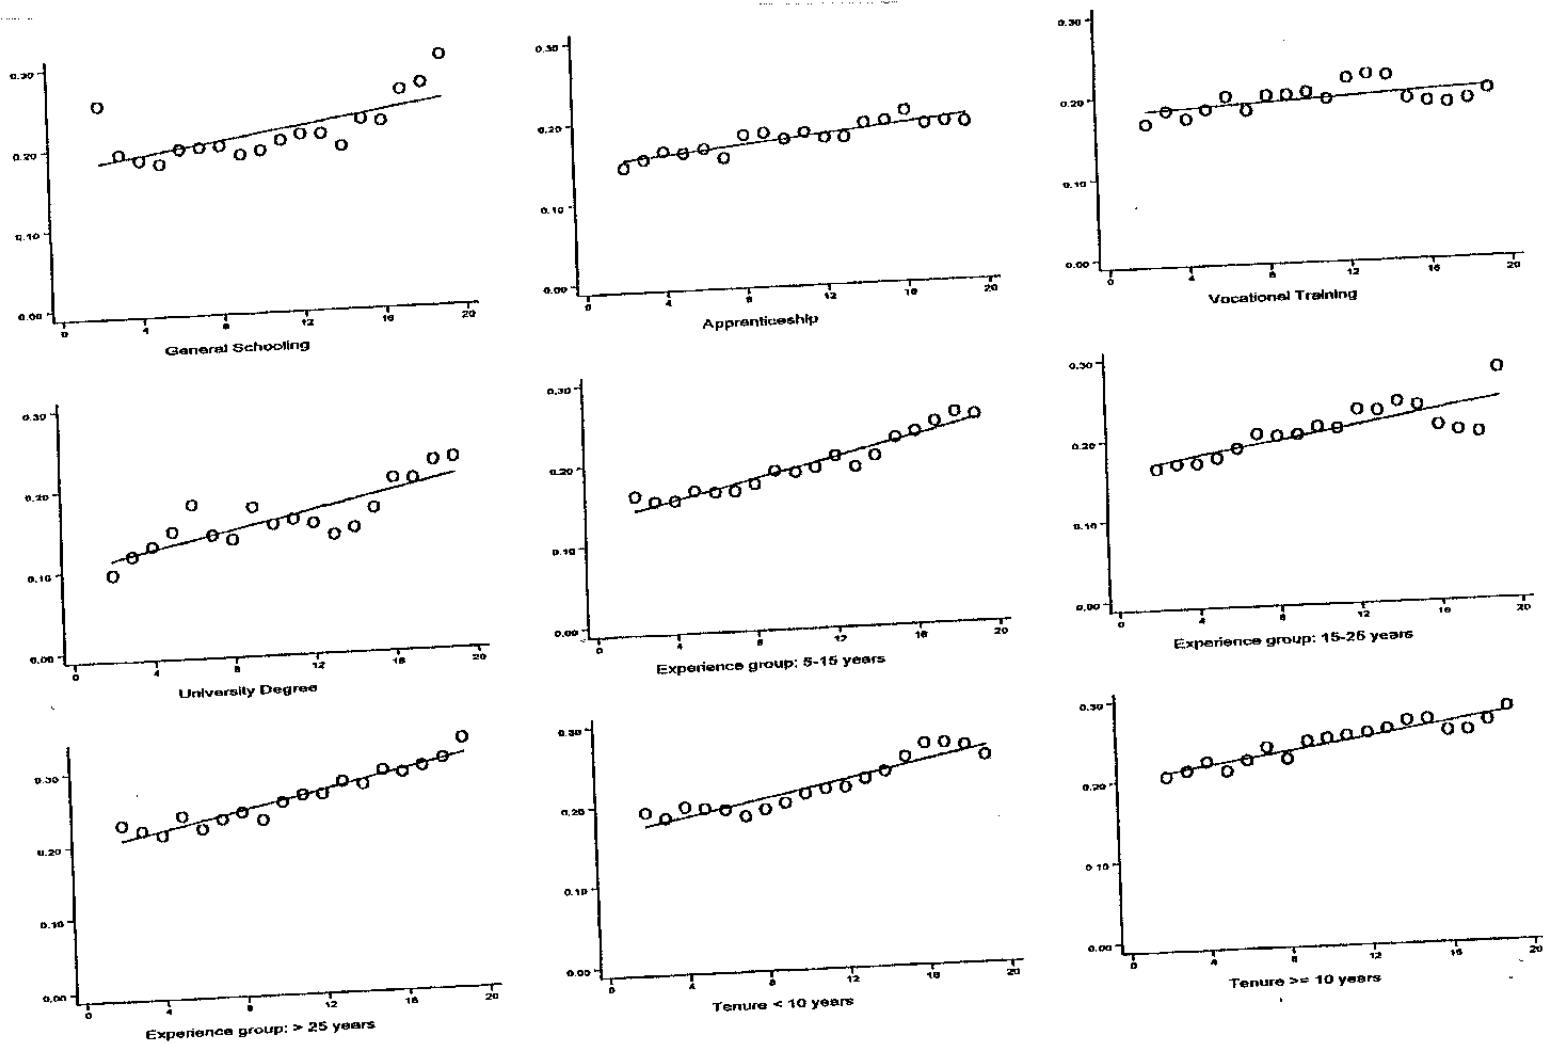 0.30
0.20
0.10
0.00
0 4 8 12 16 20
General Schooling
0.30
0.20
0.10
0.00
0 4 8 12 16 20
Apprenticeship
0.30
0.20
0.10
0.00
0 4 8 12 16 20
Vocational Training
0.30
0.20
0.10
0.00
0 4 8 12 16 20
University Degree
0.30
0.20
0.10
0.00
0 4 8 12 16 20
Experience group: 5-15 years
0.30
0.20
0.10
0.00
0 4 8 12 16 20
Experience group: 15-25 years
0.30
0.20
0.10
0.00
0 4 8 12 16 20
Experience group: > 25 years
0.30
0.20
0.10
0.00
0 4 8 12 16 20
Tenure < 10 years
0.30
0.20
0.10
0.00
0 4 8 12 16 20
Tenure >= 10 years